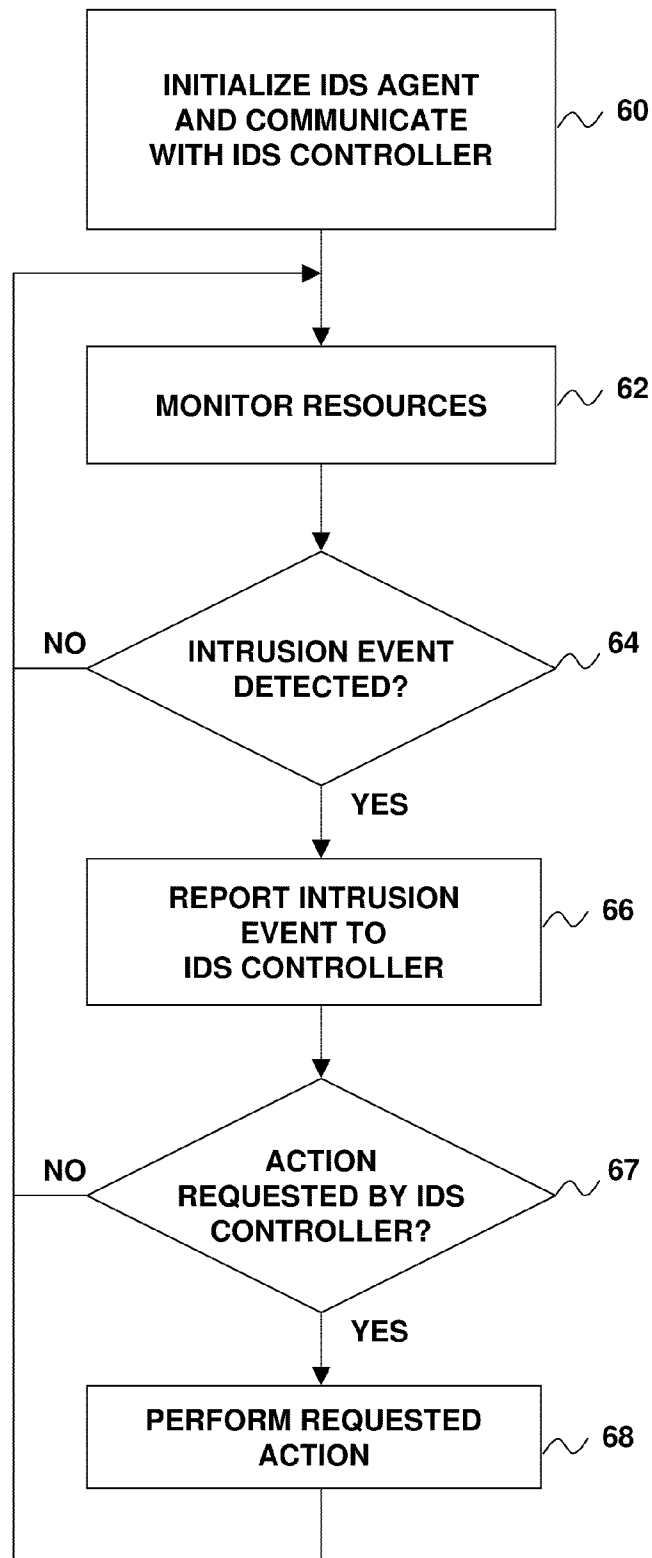 INITIALIZE IDS AGENT
AND COMMUNICATE
WITH IDS CONTROLLER
60
MONITOR RESOURCES
62
NO
INTRUSION EVENT
DETECTED?
64
YES
REPORT INTRUSION
EVENT TO
IDS CONTROLLER
66
NO
ACTION
REQUESTED BY IDS
CONTROLLER?
67
YES
PERFORM REQUESTED
ACTION
68